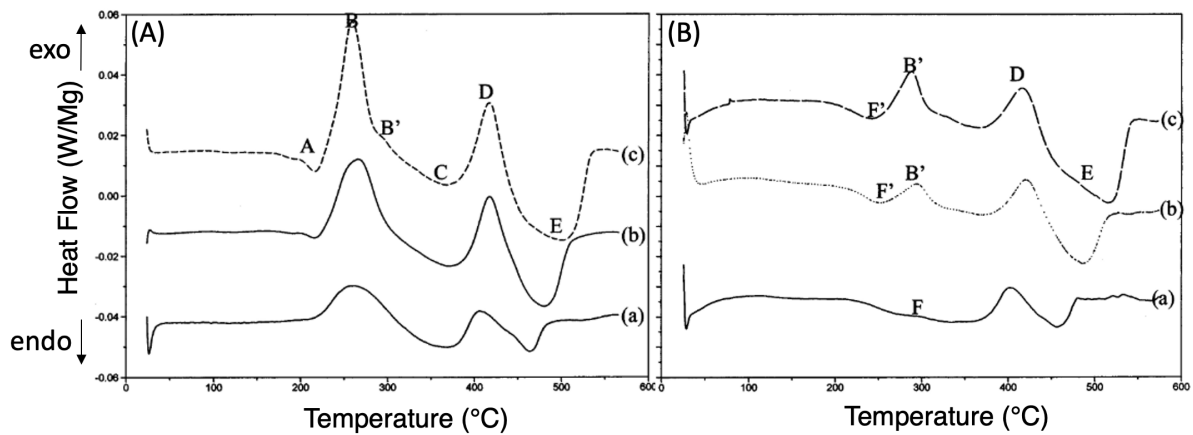 (A)
exo
endo
Heat Flow (W/Mg)
0.06
0.04
0.02
0.00
-0.02
-0.04
-0.06
A
B
B’
C
D
E
(c)
(b)
(a)
0
100
200
300
400
500
600
Temperature (°C)
(B)
F’
B’
D
E
(c)
F’
B’
(b)
F
(a)
0
100
200
300
400
500
600
Temperature (°C)